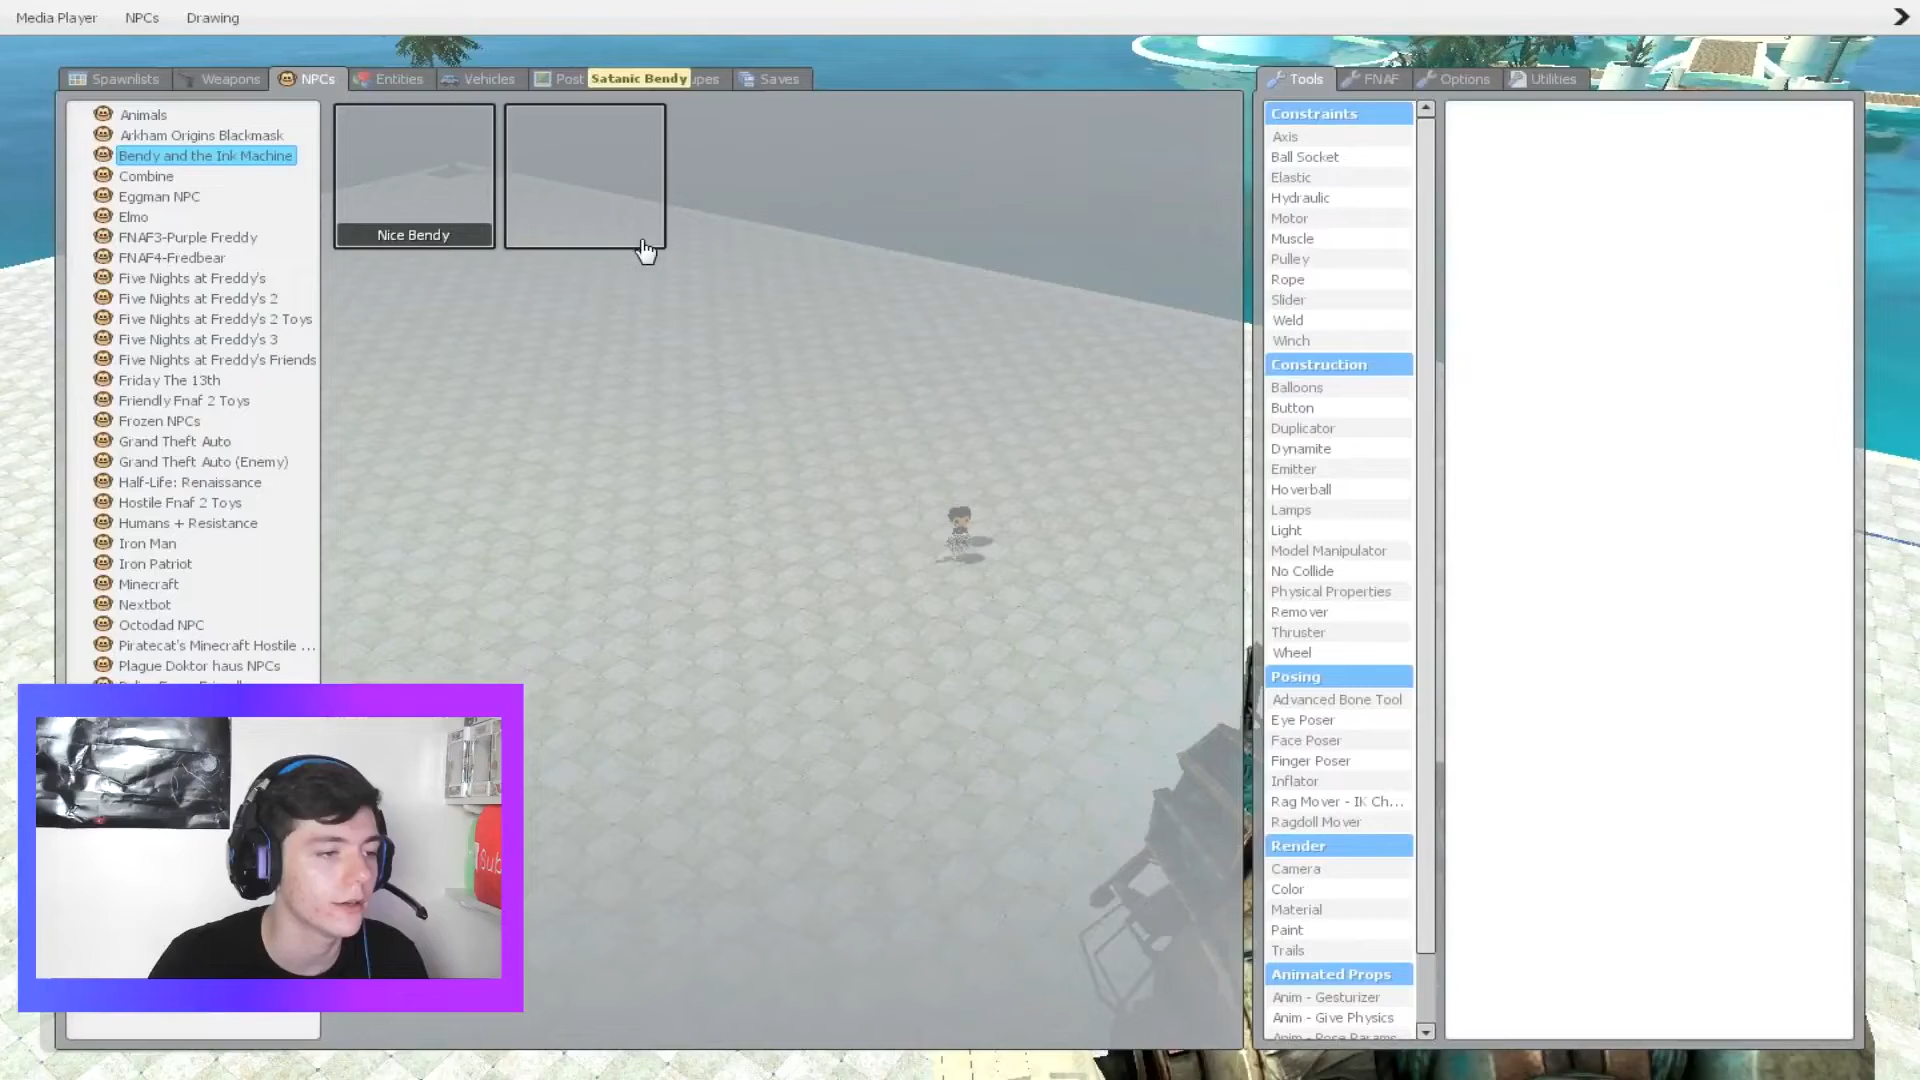 Media Player NPCs Drawing
Spawnlists Weapons NPCs Entities Vehicles Post Satanic Bendy upes Saves
Animals
Arkham Origins Blackmask
Bendy and the Ink Machine
Combine
Eggman NPC
Elmo
FNAF3-Purple Freddy
FNAF4-Fredbear
Five Nights at Freddy's
Five Nights at Freddy's 2
Five Nights at Freddy's 2 Toys
Five Nights at Freddy's 3
Five Nights at Freddy's Friends
Friday The 13th
Friendly Fnaf 2 Toys
Frozen NPCs
Grand Theft Auto
Grand Theft Auto (Enemy)
Half-Life: Renaissance
Hostile Fnaf 2 Toys
Humans + Resistance
Iron Man
Iron Patriot
Minecraft
Nextbot
Octodad NPC
Piratecat's Minecraft Hostile ...
Plague Doktor haus NPCs
Nice Bendy
Sub
Tools FNAF Options Utilities
Constraints
Axis
Ball Socket
Elastic
Hydraulic
Motor
Muscle
Pulley
Rope
Slider
Weld
Winch
Construction
Balloons
Button
Duplicator
Dynamite
Emitter
Hoverball
Lamps
Light
Model Manipulator
No Collide
Physical Properties
Remover
Thruster
Wheel
Posing
Advanced Bone Tool
Eye Poser
Face Poser
Finger Poser
Inflator
Rag Mover - IK Ch...
Ragdoll Mover
Render
Camera
Color
Material
Paint
Trails
Animated Props
Anim - Gesturizer
Anim - Give Physics
Anim - Pose Params